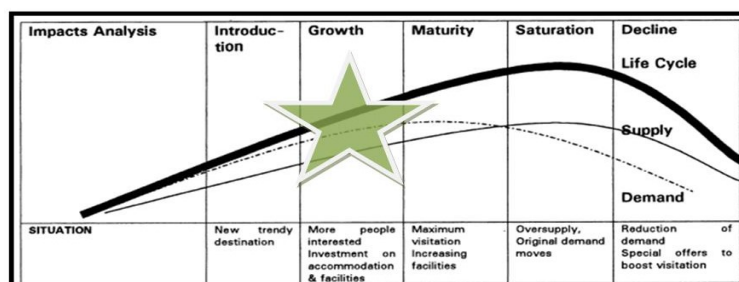 Impacts Analysis
Introduc-
tion
Growth
Maturity
Saturation
Decline
Life Cycle
Supply
Demand
SITUATION
New trendy
destination
More people
interested
Investment on
accommodation
& facilities
Maximum
visitation
Increasing
facilities
Oversupply,
Original demand
moves
Reduction of
demand
Special offers to
boost visitation